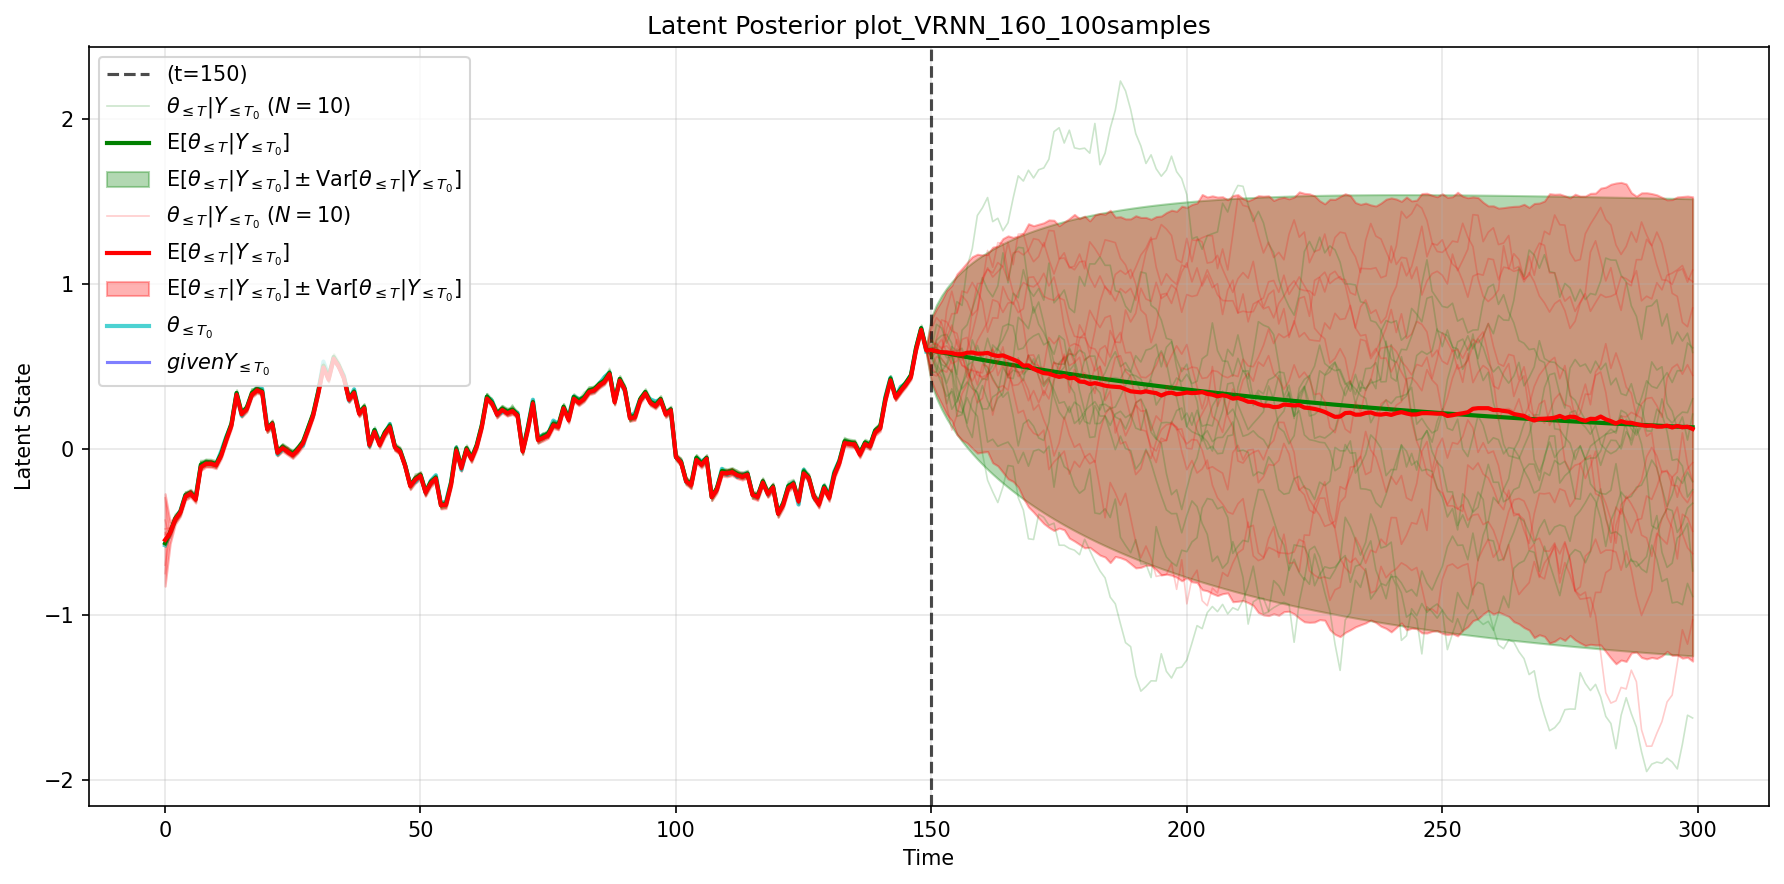 Latent Posterior plot_VRNN_160_100samples
Latent State
2
1
0
−1
−2
(t=150)
θ≤T|Y≤T₀ (N = 10)
E[θ≤T|Y≤T₀]
E[θ≤T|Y≤T₀] ± Var[θ≤T|Y≤T₀]
θ≤T|Y≤T₀ (N = 10)
E[θ≤T|Y≤T₀]
E[θ≤T|Y≤T₀] ± Var[θ≤T|Y≤T₀]
θ≤T₀
givenY≤T₀
0 50 100 150 200 250 300
Time